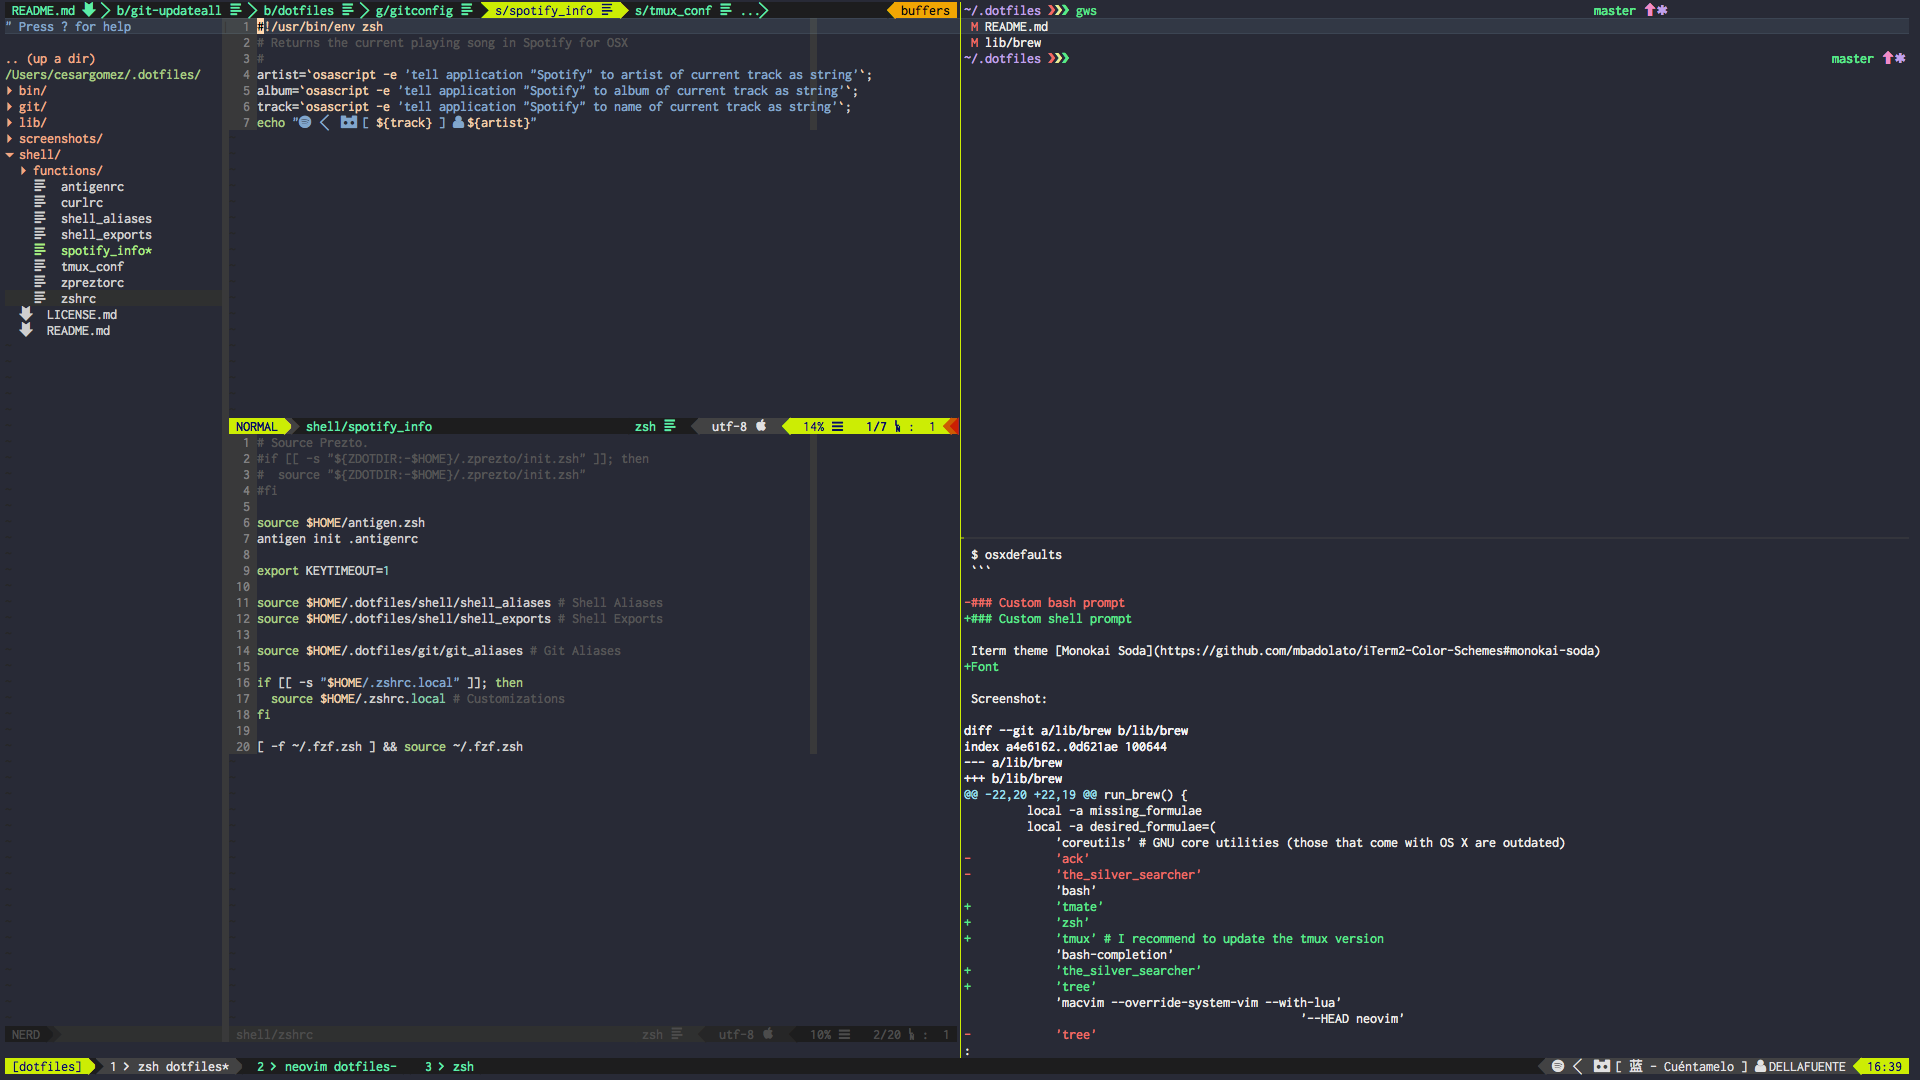 README.md b/git-updateall b/dotfiles g/gitconfig s/spotify_info s/tmux_conf ... buffers
" Press ? for help
.. (up a dir)
/Users/cesargomez/.dotfiles/
bin/
git/
lib/
screenshots/
shell/
functions/
antigenrc
curlrc
shell_aliases
shell_exports
spotify_info*
tmux_conf
zpreztorc
zshrc
LICENSE.md
README.md
NERD
1 #!/usr/bin/env zsh
2 # Returns the current playing song in Spotify for OSX
3 #
4 artist=`osascript -e 'tell application "Spotify" to artist of current track as string'`;
5 album=`osascript -e 'tell application "Spotify" to album of current track as string'`;
6 track=`osascript -e 'tell application "Spotify" to name of current track as string'`;
7 echo " [ ${track} ] ${artist}"
NORMAL shell/spotify_info zsh utf-8 14% 1/7 : 1
1 # Source Prezto.
2 #if [[ -s "${ZDOTDIR:-$HOME}/.zprezto/init.zsh" ]]; then
3 #  source "${ZDOTDIR:-$HOME}/.zprezto/init.zsh"
4 #fi
5
6 source $HOME/antigen.zsh
7 antigen init .antigenrc
8
9 export KEYTIMEOUT=1
10
11 source $HOME/.dotfiles/shell/shell_aliases # Shell Aliases
12 source $HOME/.dotfiles/shell/shell_exports # Shell Exports
13
14 source $HOME/.dotfiles/git/git_aliases # Git Aliases
15
16 if [[ -s "$HOME/.zshrc.local" ]]; then
17   source $HOME/.zshrc.local # Customizations
18 fi
19
20 [ -f ~/.fzf.zsh ] && source ~/.fzf.zsh
shell/zshrc zsh utf-8 10% 2/20 : 1
~/.dotfiles gws master
M README.md
M lib/brew
~/.dotfiles master
$ osxdefaults
```
-### Custom bash prompt
+### Custom shell prompt
Iterm theme [Monokai Soda](https://github.com/mbadolato/iTerm2-Color-Schemes#monokai-soda)
+Font
Screenshot:
diff --git a/lib/brew b/lib/brew
index a4e6162..0d621ae 100644
--- a/lib/brew
+++ b/lib/brew
@@ -22,20 +22,19 @@ run_brew() {
local -a missing_formulae
local -a desired_formulae=(
'coreutils' # GNU core utilities (those that come with OS X are outdated)
- 'ack'
- 'the_silver_searcher'
'bash'
+ 'tmate'
+ 'zsh'
+ 'tmux' # I recommend to update the tmux version
'bash-completion'
+ 'the_silver_searcher'
+ 'tree'
'macvim --override-system-vim --with-lua'
'--HEAD neovim'
- 'tree'
:
[dotfiles] 1 > zsh dotfiles* 2 > neovim dotfiles- 3 > zsh [ 蓝 - Cuéntamelo ] DELLAFUENTE 16:39